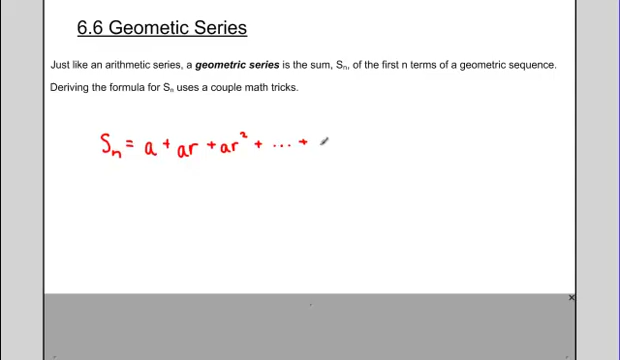 6.6 Geometic Series
Just like an arithmetic series, a geometric series is the sum, Sₙ, of the first n terms of a geometric sequence.
Deriving the formula for Sₙ uses a couple math tricks.
Sₙ = a + ar + ar² + ... +